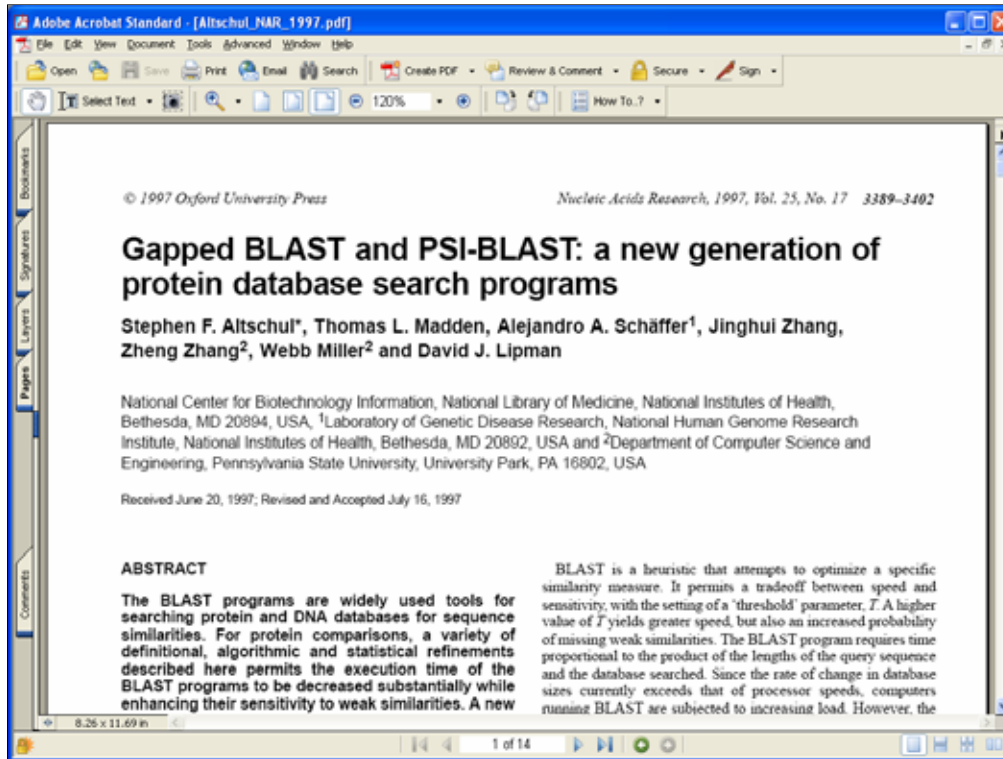 Adobe Acrobat Standard - [Altschul_NAR_1997.pdf]
File Edit View Document Tools Advanced Window Help
Open Save Print Email Search Create PDF Review & Comment Secure Sign
Select Text 120% How To..?
Bookmarks
Signatures
Layers
Pages
Comments
© 1997 Oxford University Press Nucleic Acids Research, 1997, Vol. 25, No. 17 3389–3402
Gapped BLAST and PSI-BLAST: a new generation of
protein database search programs
Stephen F. Altschul*, Thomas L. Madden, Alejandro A. Schäffer1, Jinghui Zhang,
Zheng Zhang2, Webb Miller2 and David J. Lipman
National Center for Biotechnology Information, National Library of Medicine, National Institutes of Health,
Bethesda, MD 20894, USA, 1Laboratory of Genetic Disease Research, National Human Genome Research
Institute, National Institutes of Health, Bethesda, MD 20892, USA and 2Department of Computer Science and
Engineering, Pennsylvania State University, University Park, PA 16802, USA
Received June 20, 1997; Revised and Accepted July 16, 1997
ABSTRACT
The BLAST programs are widely used tools for
searching protein and DNA databases for sequence
similarities. For protein comparisons, a variety of
definitional, algorithmic and statistical refinements
described here permits the execution time of the
BLAST programs to be decreased substantially while
enhancing their sensitivity to weak similarities. A new
BLAST is a heuristic that attempts to optimize a specific
similarity measure. It permits a tradeoff between speed and
sensitivity, with the setting of a 'threshold' parameter, T. A higher
value of T yields greater speed, but also an increased probability
of missing weak similarities. The BLAST program requires time
proportional to the product of the lengths of the query sequence
and the database searched. Since the rate of change in database
sizes currently exceeds that of processor speeds, computers
running BLAST are subjected to increasing load. However, the
8.26 x 11.69 in
1 of 14